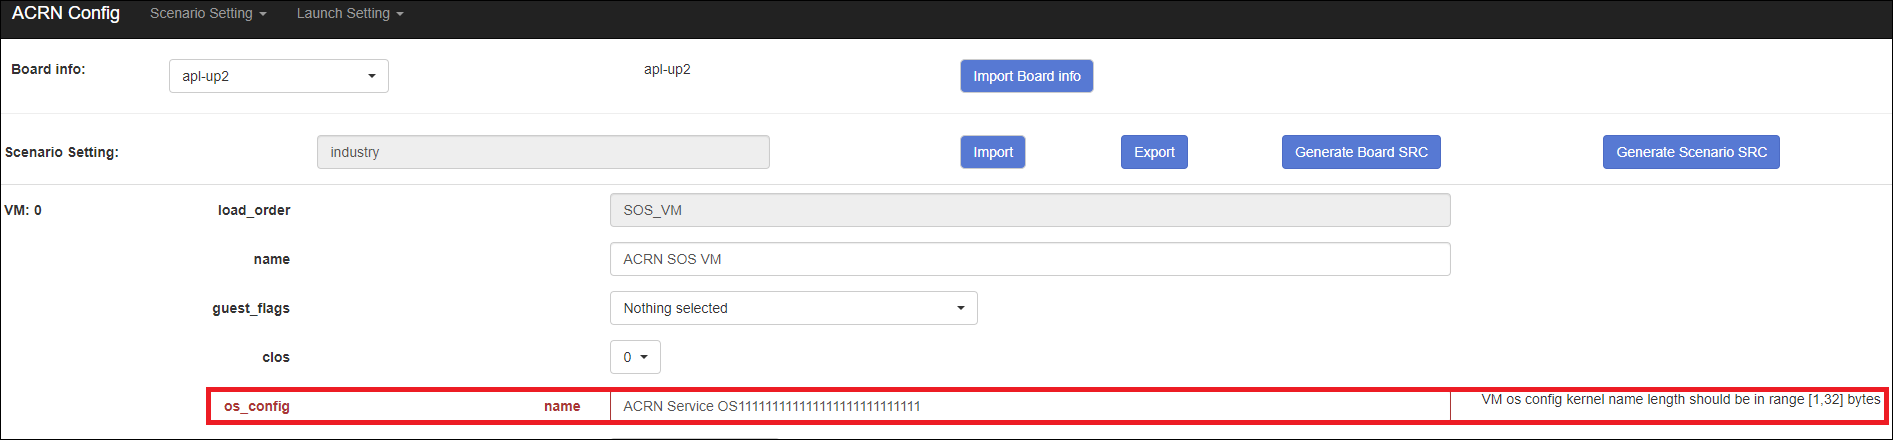 ACRN Config Scenario Setting Launch Setting
Board info: apl-up2 apl-up2 Import Board info
Scenario Setting: industry Import Export Generate Board SRC Generate Scenario SRC
VM: 0 load_order SOS_VM
name ACRN SOS VM
guest_flags Nothing selected
clos 0
os_config name ACRN Service OS111111111111111111111111111 VM os config kernel name length should be in range [1,32] bytes